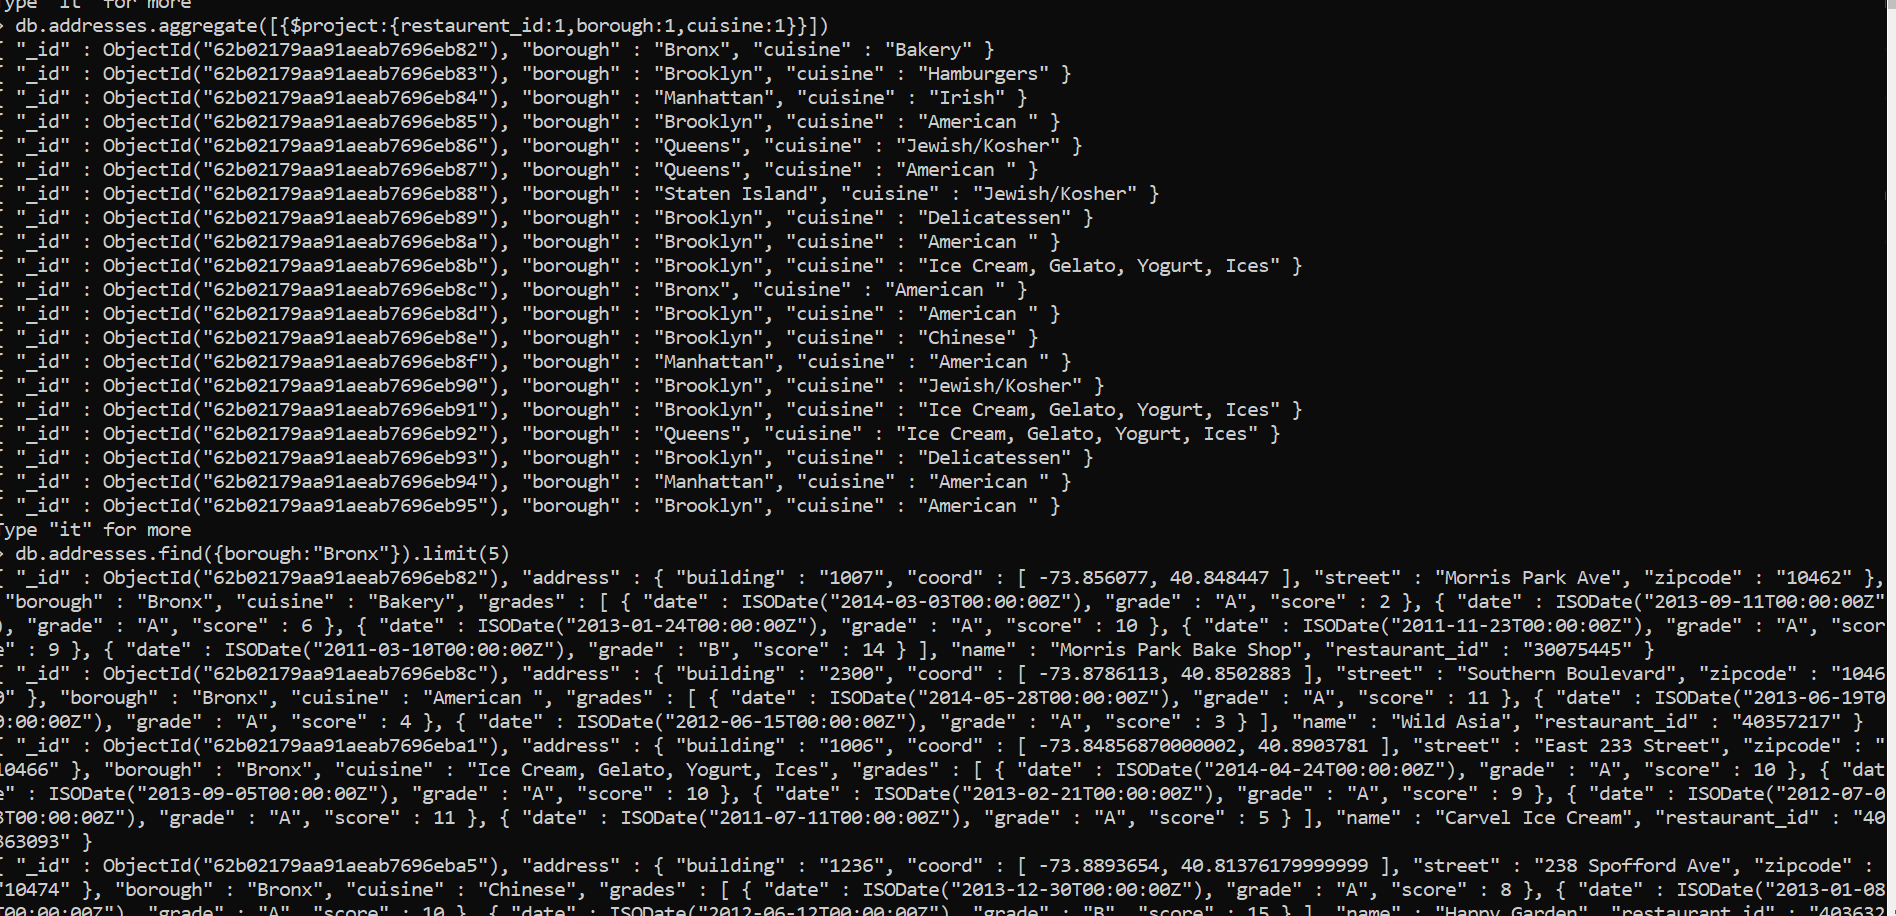 Type "it" for more
> db.addresses.aggregate([{$project:{restaurent_id:1,borough:1,cuisine:1}}])
{ "_id" : ObjectId("62b02179aa91aeab7696eb82"), "borough" : "Bronx", "cuisine" : "Bakery" }
{ "_id" : ObjectId("62b02179aa91aeab7696eb83"), "borough" : "Brooklyn", "cuisine" : "Hamburgers" }
{ "_id" : ObjectId("62b02179aa91aeab7696eb84"), "borough" : "Manhattan", "cuisine" : "Irish" }
{ "_id" : ObjectId("62b02179aa91aeab7696eb85"), "borough" : "Brooklyn", "cuisine" : "American " }
{ "_id" : ObjectId("62b02179aa91aeab7696eb86"), "borough" : "Queens", "cuisine" : "Jewish/Kosher" }
{ "_id" : ObjectId("62b02179aa91aeab7696eb87"), "borough" : "Queens", "cuisine" : "American " }
{ "_id" : ObjectId("62b02179aa91aeab7696eb88"), "borough" : "Staten Island", "cuisine" : "Jewish/Kosher" }
{ "_id" : ObjectId("62b02179aa91aeab7696eb89"), "borough" : "Brooklyn", "cuisine" : "Delicatessen" }
{ "_id" : ObjectId("62b02179aa91aeab7696eb8a"), "borough" : "Brooklyn", "cuisine" : "American " }
{ "_id" : ObjectId("62b02179aa91aeab7696eb8b"), "borough" : "Brooklyn", "cuisine" : "Ice Cream, Gelato, Yogurt, Ices" }
{ "_id" : ObjectId("62b02179aa91aeab7696eb8c"), "borough" : "Bronx", "cuisine" : "American " }
{ "_id" : ObjectId("62b02179aa91aeab7696eb8d"), "borough" : "Brooklyn", "cuisine" : "American " }
{ "_id" : ObjectId("62b02179aa91aeab7696eb8e"), "borough" : "Brooklyn", "cuisine" : "Chinese" }
{ "_id" : ObjectId("62b02179aa91aeab7696eb8f"), "borough" : "Manhattan", "cuisine" : "American " }
{ "_id" : ObjectId("62b02179aa91aeab7696eb90"), "borough" : "Brooklyn", "cuisine" : "Jewish/Kosher" }
{ "_id" : ObjectId("62b02179aa91aeab7696eb91"), "borough" : "Brooklyn", "cuisine" : "Ice Cream, Gelato, Yogurt, Ices" }
{ "_id" : ObjectId("62b02179aa91aeab7696eb92"), "borough" : "Queens", "cuisine" : "Ice Cream, Gelato, Yogurt, Ices" }
{ "_id" : ObjectId("62b02179aa91aeab7696eb93"), "borough" : "Brooklyn", "cuisine" : "Delicatessen" }
{ "_id" : ObjectId("62b02179aa91aeab7696eb94"), "borough" : "Manhattan", "cuisine" : "American " }
{ "_id" : ObjectId("62b02179aa91aeab7696eb95"), "borough" : "Brooklyn", "cuisine" : "American " }
Type "it" for more
> db.addresses.find({borough:"Bronx"}).limit(5)
{ "_id" : ObjectId("62b02179aa91aeab7696eb82"), "address" : { "building" : "1007", "coord" : [ -73.856077, 40.848447 ], "street" : "Morris Park Ave", "zipcode" : "10462" },
"borough" : "Bronx", "cuisine" : "Bakery", "grades" : [ { "date" : ISODate("2014-03-03T00:00:00Z"), "grade" : "A", "score" : 2 }, { "date" : ISODate("2013-09-11T00:00:00Z"
), "grade" : "A", "score" : 6 }, { "date" : ISODate("2013-01-24T00:00:00Z"), "grade" : "A", "score" : 10 }, { "date" : ISODate("2011-11-23T00:00:00Z"), "grade" : "A", "scor
e" : 9 }, { "date" : ISODate("2011-03-10T00:00:00Z"), "grade" : "B", "score" : 14 } ], "name" : "Morris Park Bake Shop", "restaurant_id" : "30075445" }
{ "_id" : ObjectId("62b02179aa91aeab7696eb8c"), "address" : { "building" : "2300", "coord" : [ -73.8786113, 40.8502883 ], "street" : "Southern Boulevard", "zipcode" : "1046
0" }, "borough" : "Bronx", "cuisine" : "American ", "grades" : [ { "date" : ISODate("2014-05-28T00:00:00Z"), "grade" : "A", "score" : 11 }, { "date" : ISODate("2013-06-19T0
0:00:00Z"), "grade" : "A", "score" : 4 }, { "date" : ISODate("2012-06-15T00:00:00Z"), "grade" : "A", "score" : 3 } ], "name" : "Wild Asia", "restaurant_id" : "40357217" }
{ "_id" : ObjectId("62b02179aa91aeab7696eba1"), "address" : { "building" : "1006", "coord" : [ -73.84856870000002, 40.8903781 ], "street" : "East 233 Street", "zipcode" : "
10466" }, "borough" : "Bronx", "cuisine" : "Ice Cream, Gelato, Yogurt, Ices", "grades" : [ { "date" : ISODate("2014-04-24T00:00:00Z"), "grade" : "A", "score" : 10 }, { "dat
e" : ISODate("2013-09-05T00:00:00Z"), "grade" : "A", "score" : 10 }, { "date" : ISODate("2013-02-21T00:00:00Z"), "grade" : "A", "score" : 9 }, { "date" : ISODate("2012-07-0
3T00:00:00Z"), "grade" : "A", "score" : 11 }, { "date" : ISODate("2011-07-11T00:00:00Z"), "grade" : "A", "score" : 5 } ], "name" : "Carvel Ice Cream", "restaurant_id" : "40
363093" }
{ "_id" : ObjectId("62b02179aa91aeab7696eba5"), "address" : { "building" : "1236", "coord" : [ -73.8893654, 40.81376179999999 ], "street" : "238 Spofford Ave", "zipcode" :
"10474" }, "borough" : "Bronx", "cuisine" : "Chinese", "grades" : [ { "date" : ISODate("2013-12-30T00:00:00Z"), "grade" : "A", "score" : 8 }, { "date" : ISODate("2013-01-08
T00:00:00Z"), "grade" : "A", "score" : 10 }, { "date" : ISODate("2012-06-12T00:00:00Z"), "grade" : "B", "score" : 15 } ], "name" : "Happy Garden", "restaurant_id" : "403632